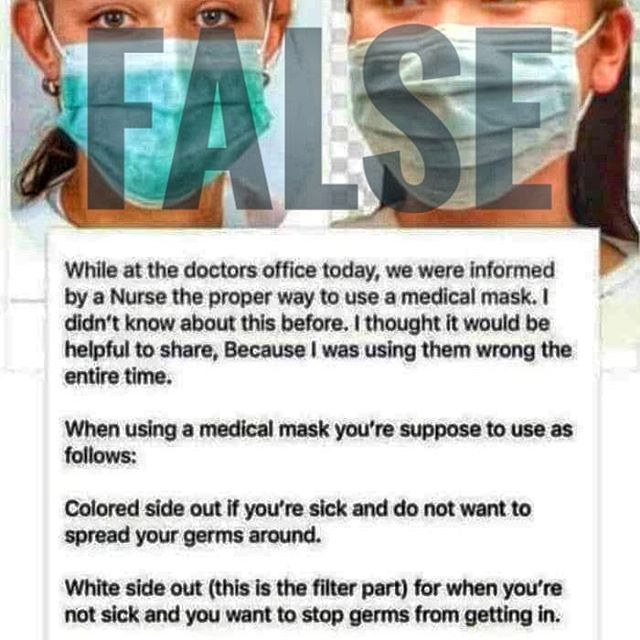 FALSE
While at the doctors office today, we were informed
by a Nurse the proper way to use a medical mask. I
didn't know about this before. I thought it would be
helpful to share, Because I was using them wrong the
entire time.
When using a medical mask you're suppose to use as
follows:
Colored side out if you're sick and do not want to
spread your germs around.
White side out (this is the filter part) for when you're
not sick and you want to stop germs from getting in.